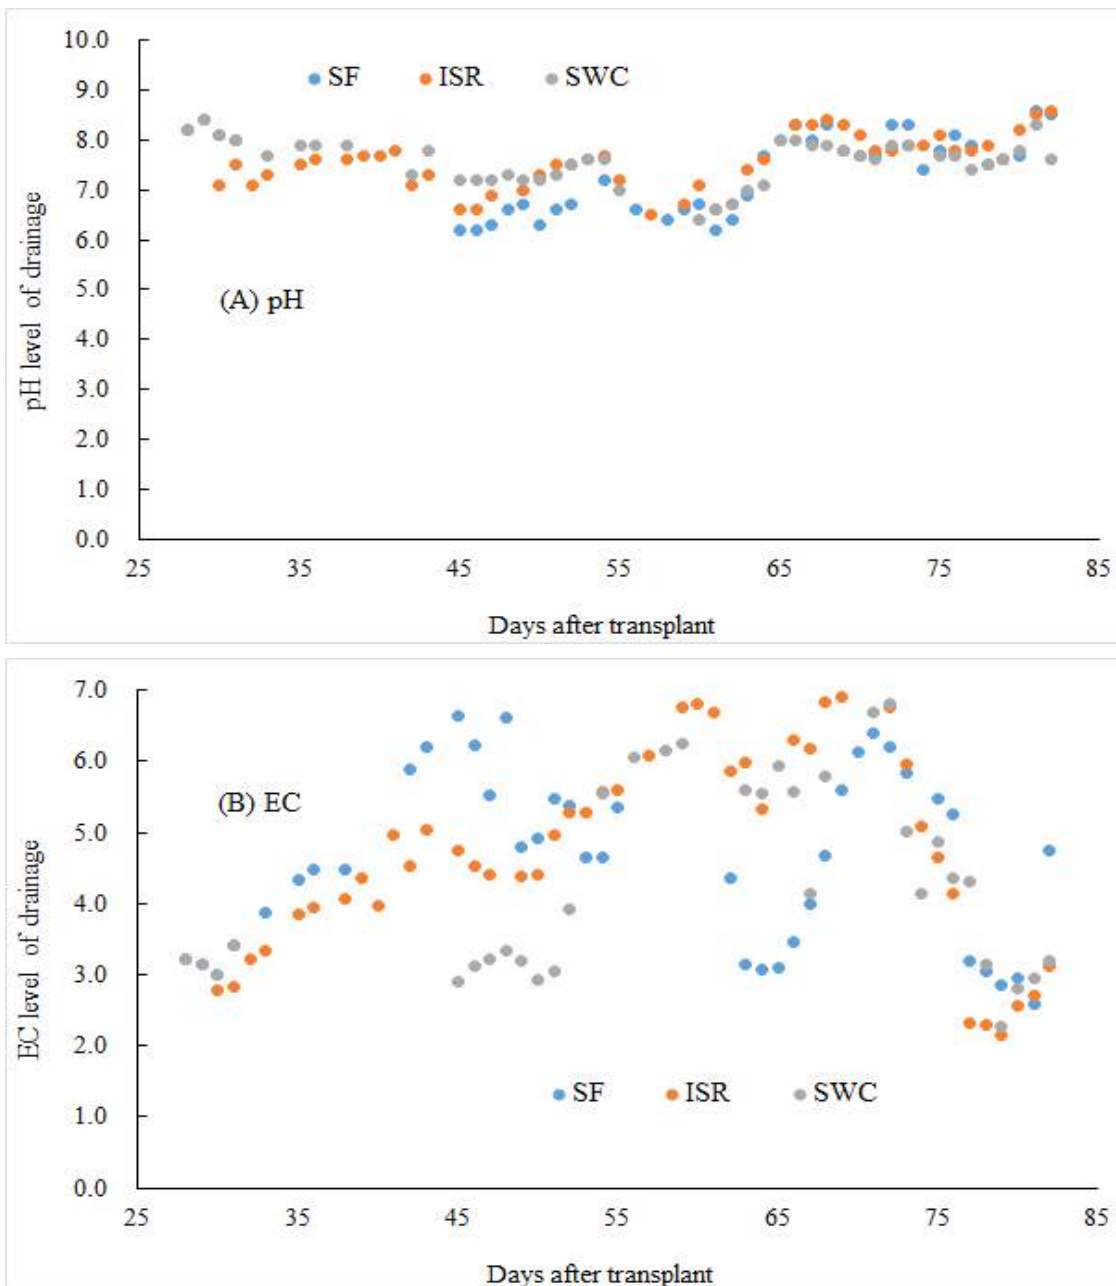 10.0
9.0
8.0
7.0
6.0
5.0
4.0
3.0
2.0
1.0
0.0
pH level of drainage
SF ISR SWC
(A) pH
25 35 45 55 65 75 85
Days after transplant
7.0
6.0
5.0
4.0
3.0
2.0
1.0
0.0
EC level of drainage
(B) EC
SF ISR SWC
25 35 45 55 65 75 85
Days after transplant